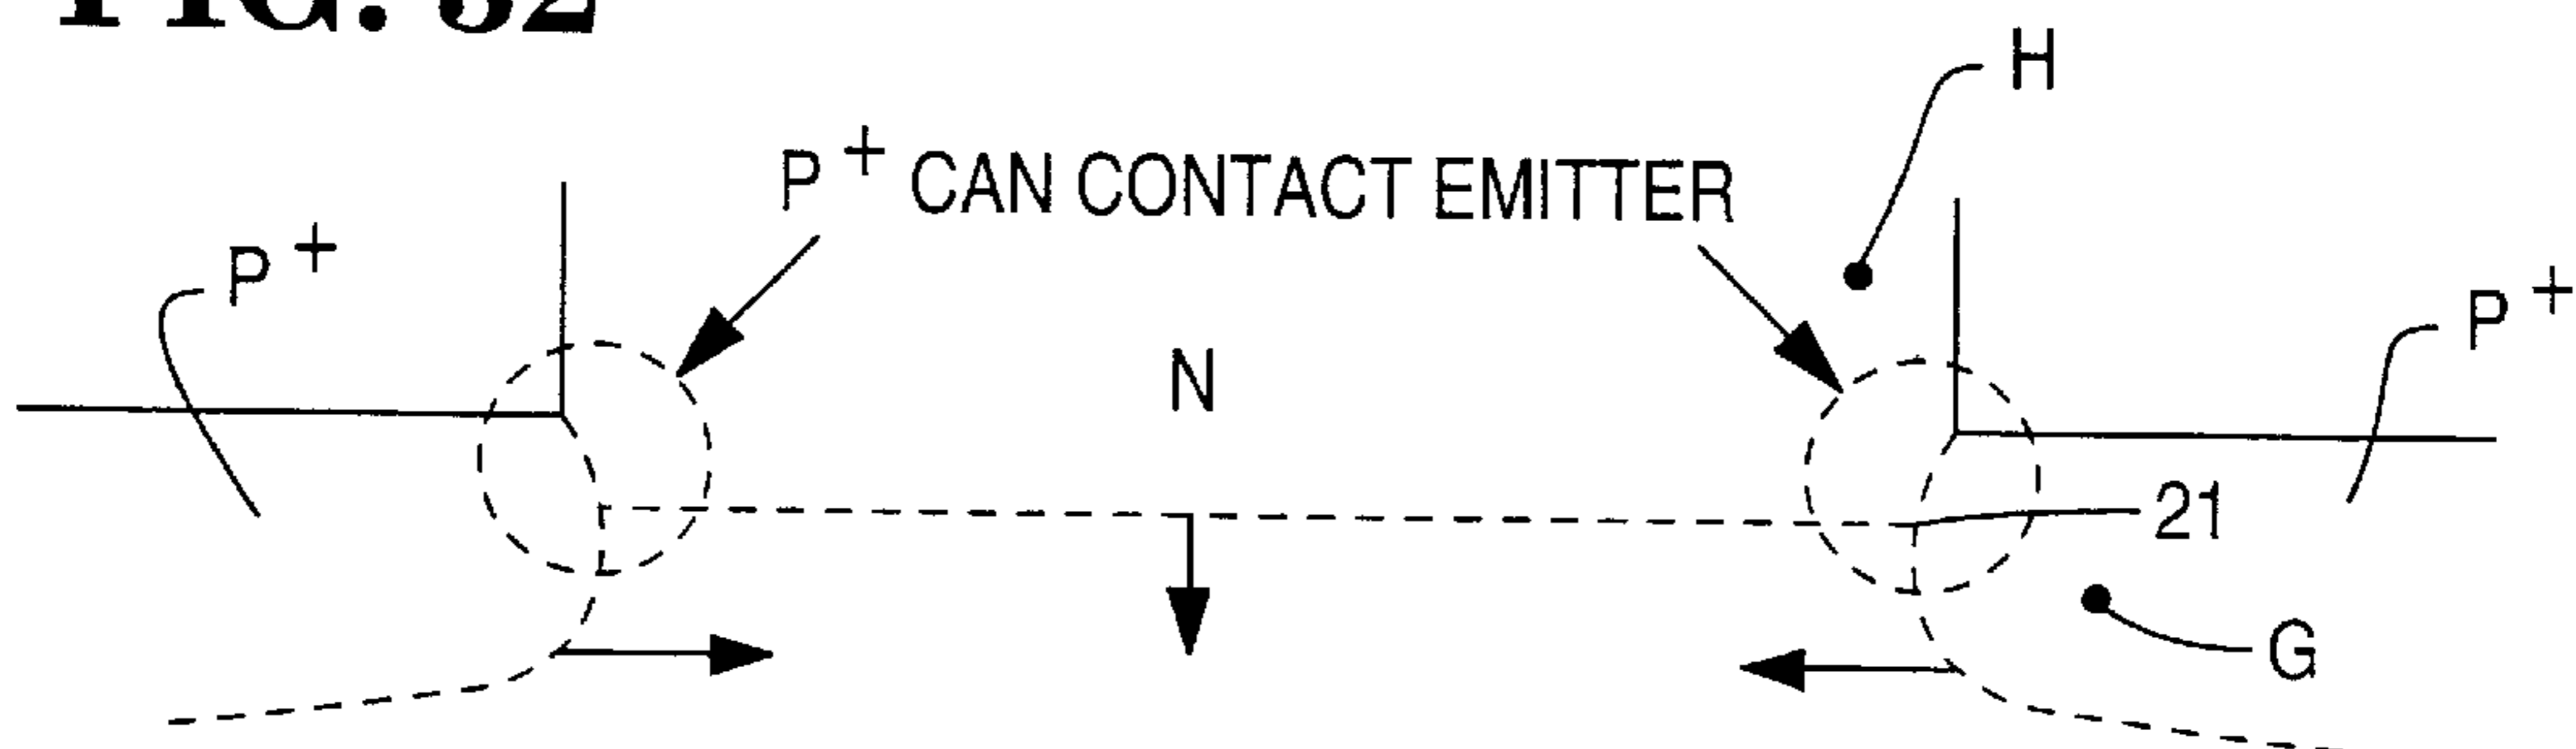 FIG. 32
H
P+ CAN CONTACT EMITTER
P+
P+
N
21
G